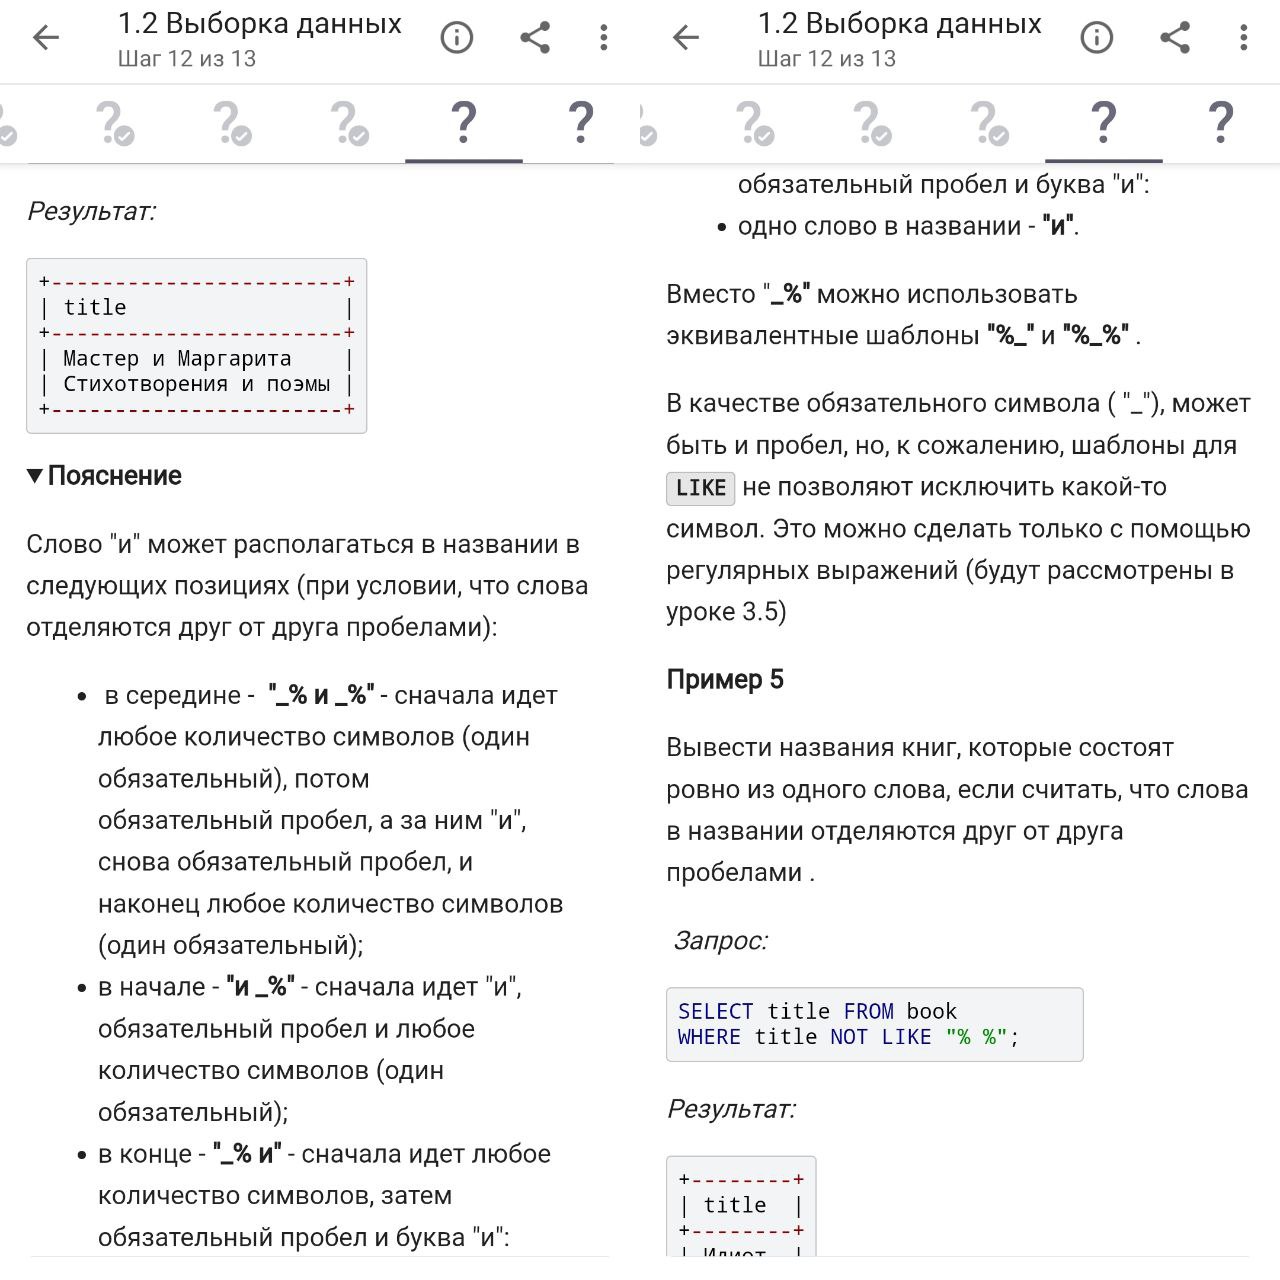 1.2 Выборка данных
Шаг 12 из 13
Результат:
+-----------------------+
| title                 |
+-----------------------+
| Мастер и Маргарита    |
| Стихотворения и поэмы |
+-----------------------+
▼Пояснение
Слово "и" может располагаться в названии в
следующих позициях (при условии, что слова
отделяются друг от друга пробелами):
• в середине - "_% и _%" - сначала идет
любое количество символов (один
обязательный), потом
обязательный пробел, а за ним "и",
снова обязательный пробел, и
наконец любое количество символов
(один обязательный);
• в начале - "и _%" - сначала идет "и",
обязательный пробел и любое
количество символов (один
обязательный);
• в конце - "_% и" - сначала идет любое
количество символов, затем
обязательный пробел и буква "и":
1.2 Выборка данных
Шаг 12 из 13
обязательный пробел и буква "и":
• одно слово в названии - "и".
Вместо "_%" можно использовать
эквивалентные шаблоны "%_" и "%_%" .
В качестве обязательного символа ( "_"), может
быть и пробел, но, к сожалению, шаблоны для
LIKE не позволяют исключить какой-то
символ. Это можно сделать только с помощью
регулярных выражений (будут рассмотрены в
уроке 3.5)
Пример 5
Вывести названия книг, которые состоят
ровно из одного слова, если считать, что слова
в названии отделяются друг от друга
пробелами .
Запрос:
SELECT title FROM book
WHERE title NOT LIKE "% %";
Результат:
+--------+
| title  |
+--------+
| Идиот  |